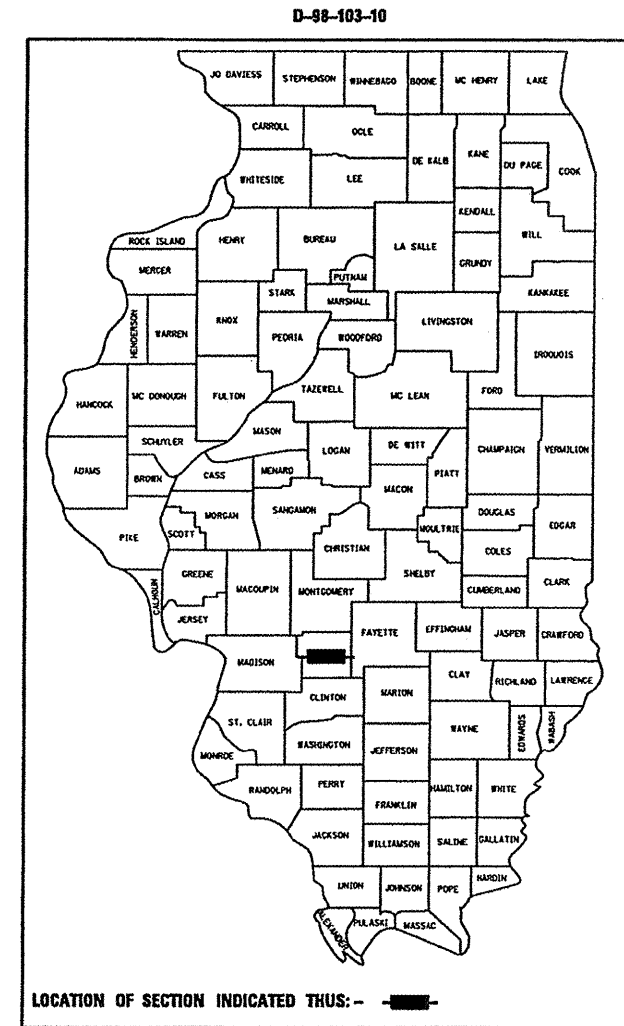 D-98-103-10
JO DAVIESS
STEPHENSON
WINNEBAGO
BOONE
MC HENRY
LAKE
CARROLL
OGLE
DE KALB
KANE
DU PAGE
COOK
WHITESIDE
LEE
KENDALL
WILL
ROCK ISLAND
HENRY
BUREAU
LA SALLE
GRUNDY
MERCER
PUTNAM
STARK
MARSHALL
KANKAKEE
HENDERSON
WARREN
KNOX
PEORIA
WOODFORD
LIVINGSTON
IROQUOIS
HANCOCK
MC DONOUGH
FULTON
TAZEWELL
MC LEAN
FORD
MASON
SCHUYLER
LOGAN
DE WITT
CHAMPAIGN
VERMILION
ADAMS
BROWN
CASS
MENARD
PIATT
MACON
PIKE
SCOTT
MORGAN
SANGAMON
DOUGLAS
EDGAR
MOULTRIE
CHRISTIAN
COLES
CALHOUN
GREENE
MACOUPIN
MONTGOMERY
SHELBY
CUMBERLAND
CLARK
JERSEY
FAYETTE
EFFINGHAM
JASPER
CRAWFORD
MADISON
CLINTON
MARION
CLAY
RICHLAND
LAWRENCE
ST. CLAIR
WASHINGTON
JEFFERSON
WAYNE
EDWARDS
WABASH
MONROE
RANDOLPH
PERRY
FRANKLIN
HAMILTON
WHITE
JACKSON
WILLIAMSON
SALINE
GALLATIN
UNION
JOHNSON
POPE
HARDIN
ALEXANDER
PULASKI
MASSAC
LOCATION OF SECTION INDICATED THUS: -